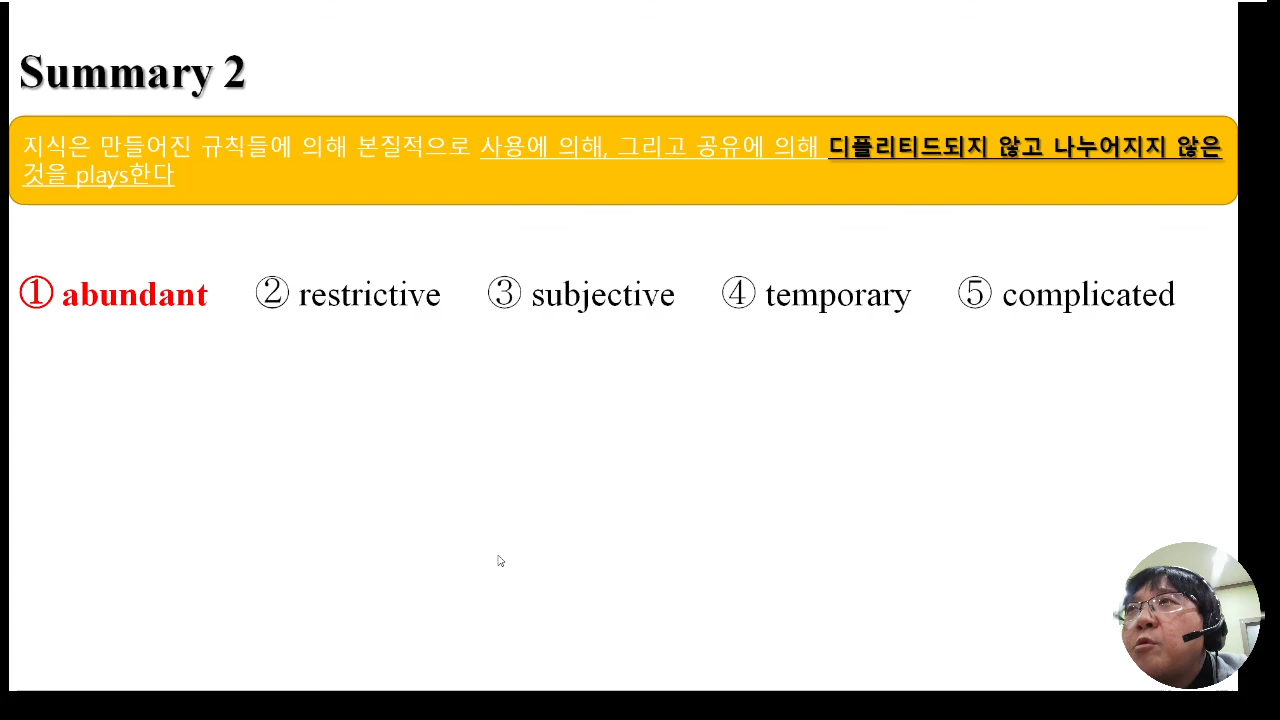 Summary 2
지식은 만들어진 규칙들에 의해 본질적으로 사용에 의해, 그리고 공유에 의해 디플리티드되지 않고 나누어지지 않은
것을 plays한다
① abundant ② restrictive ③ subjective ④ temporary ⑤ complicated